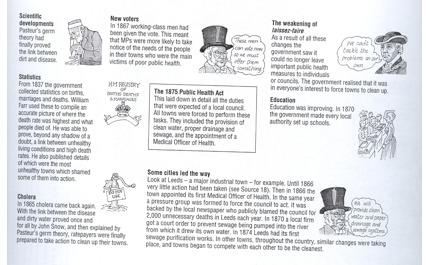 Scientific
developments
Pasteur's germ
theory had
finally proved
the link between
dirt and disease.
Statistics
From 1837 the government
collected statistics on births,
marriages and deaths. William
Farr used these to compile an
accurate picture of where the
death rate was highest and what
people died of. He was able to
prove, beyond any shadow of a
doubt, a link between unhealthy
living conditions and high death
rates. He also published details
of which were the most
unhealthy towns which shamed
some of them into action.
Cholera
In 1865 cholera came back again.
With the link between the disease
and dirty water proved once and
for all by John Snow, and then explained by
Pasteur's germ theory, ratepayers were finally
prepared to take action to clean up their towns.
New voters
In 1867 working-class men had
been given the vote. This meant
that MPs were more likely to take
notice of the needs of the people
in their towns who were the main
victims of poor public health.
These men
can vote now
so we must
offer them
something
HM REGISTRY
OF
BIRTHS DEATHS
& MARRIAGES
The 1875 Public Health Act
This laid down in detail all the duties
that were expected of a local council.
All towns were forced to perform these
tasks. They included the provision of
clean water, proper drainage and
sewage, and the appointment of a
Medical Officer of Health.
The weakening of
laissez-faire
As a result of all these
changes the
government saw it
could no longer leave
important public health
measures to individuals
or councils. The government realised that it was
in everyone's interest to force towns to clean up.
We can't
tackle the
problems on our
own
Education
Education was improving. In 1870
the government made every local
authority set up schools.
Some cities led the way
Look at Leeds – a major industrial town – for example. Until 1866
very little action had been taken (see Source 18). Then in 1866 the
town appointed its first Medical Officer of Health. In the same year
a pressure group was formed to force the council to act. It was
backed by the local newspaper who publicly blamed the council for
2,000 unnecessary deaths in Leeds each year. In 1870 a local firm
got a court order to prevent sewage being pumped into the river
from which it drew its own water. In 1874 Leeds had its first
sewage purification works. In other towns, throughout the country, similar changes were taking
place, and towns began to compete with each other to be the cleanest.
We will
provide clean
water and proper
drainage and
sewage systems